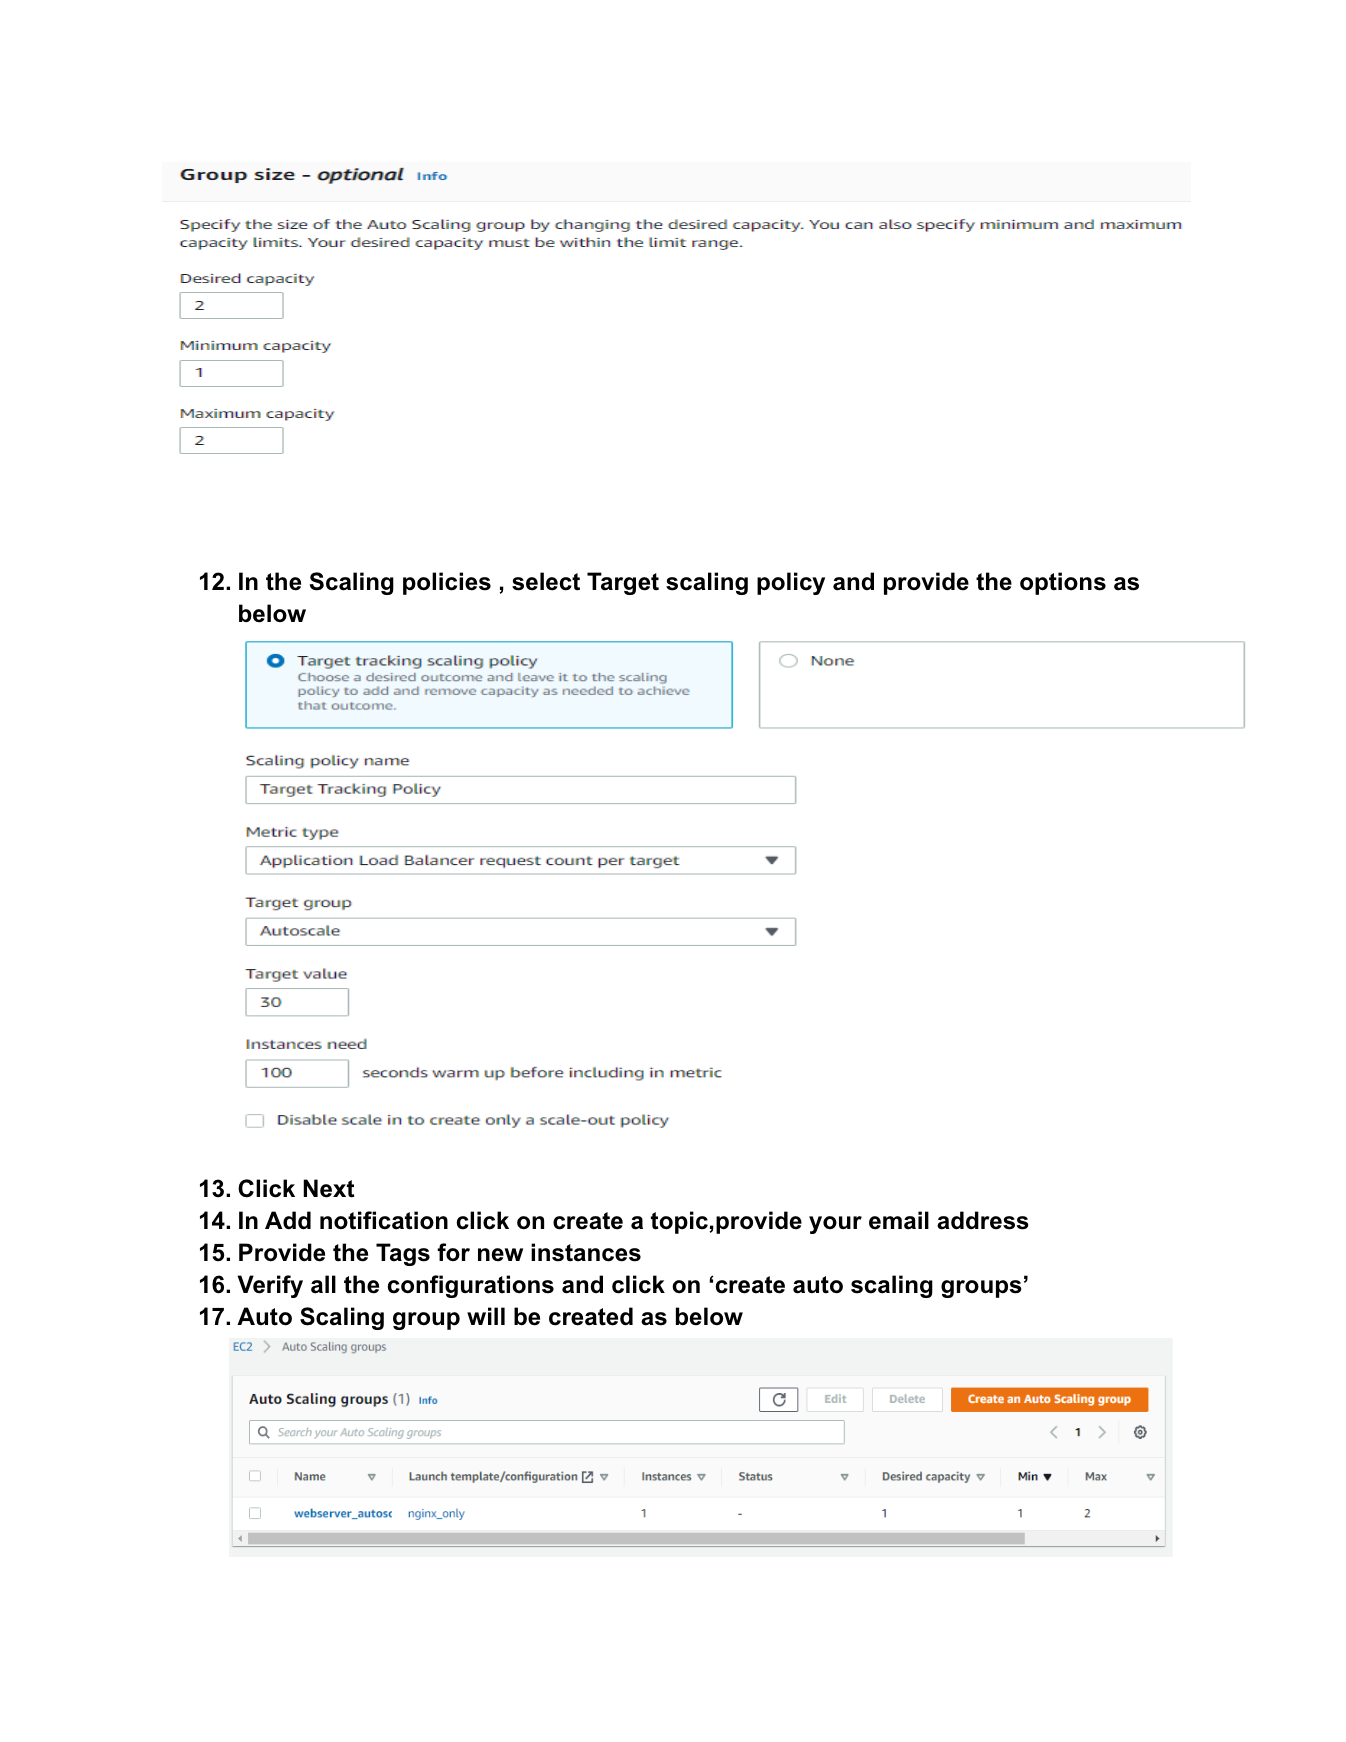 Group size - optional Info
Specify the size of the Auto Scaling group by changing the desired capacity. You can also specify minimum and maximum
capacity limits. Your desired capacity must be within the limit range.
Desired capacity
2
Minimum capacity
1
Maximum capacity
2
12. In the Scaling policies , select Target scaling policy and provide the options as
below
Target tracking scaling policy
Choose a desired outcome and leave it to the scaling
policy to add and remove capacity as needed to achieve
that outcome.
None
Scaling policy name
Target Tracking Policy
Metric type
Application Load Balancer request count per target
Target group
Autoscale
Target value
30
Instances need
100 seconds warm up before including in metric
Disable scale in to create only a scale-out policy
13. Click Next
14. In Add notification click on create a topic,provide your email address
15. Provide the Tags for new instances
16. Verify all the configurations and click on ‘create auto scaling groups’
17. Auto Scaling group will be created as below
EC2 > Auto Scaling groups
Auto Scaling groups (1) Info Edit Delete Create an Auto Scaling group
Search your Auto Scaling groups 1
Name Launch template/configuration Instances Status Desired capacity Min Max
webserver_autosc nginx_only 1 - 1 1 2